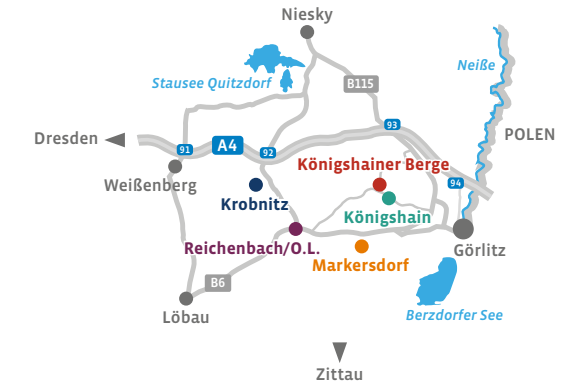 Niesky
Neiße
Stausee Quitzdorf
B115
93
POLEN
Dresden
A4
91
92
Königshainer Berge
94
Weißenberg
Krobnitz
Königshain
Reichenbach/O.L.
Görlitz
Markersdorf
B6
Löbau
Berzdorfer See
Zittau